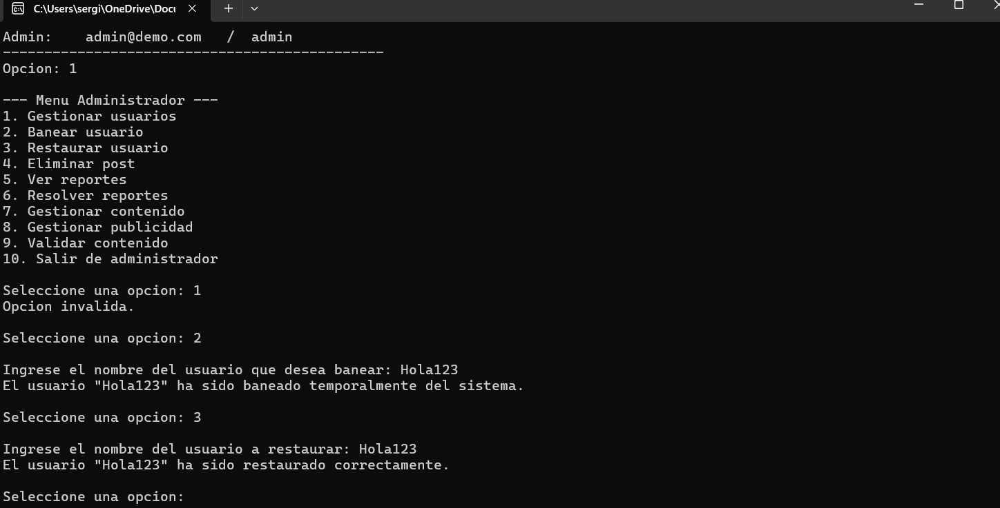 C:\Users\sergi\OneDrive\Docu
Admin:    admin@demo.com   /  admin
----------------------------------------------
Opcion: 1
--- Menu Administrador ---
1. Gestionar usuarios
2. Banear usuario
3. Restaurar usuario
4. Eliminar post
5. Ver reportes
6. Resolver reportes
7. Gestionar contenido
8. Gestionar publicidad
9. Validar contenido
10. Salir de administrador
Seleccione una opcion: 1
Opcion invalida.
Seleccione una opcion: 2
Ingrese el nombre del usuario que desea banear: Hola123
El usuario "Hola123" ha sido baneado temporalmente del sistema.
Seleccione una opcion: 3
Ingrese el nombre del usuario a restaurar: Hola123
El usuario "Hola123" ha sido restaurado correctamente.
Seleccione una opcion: